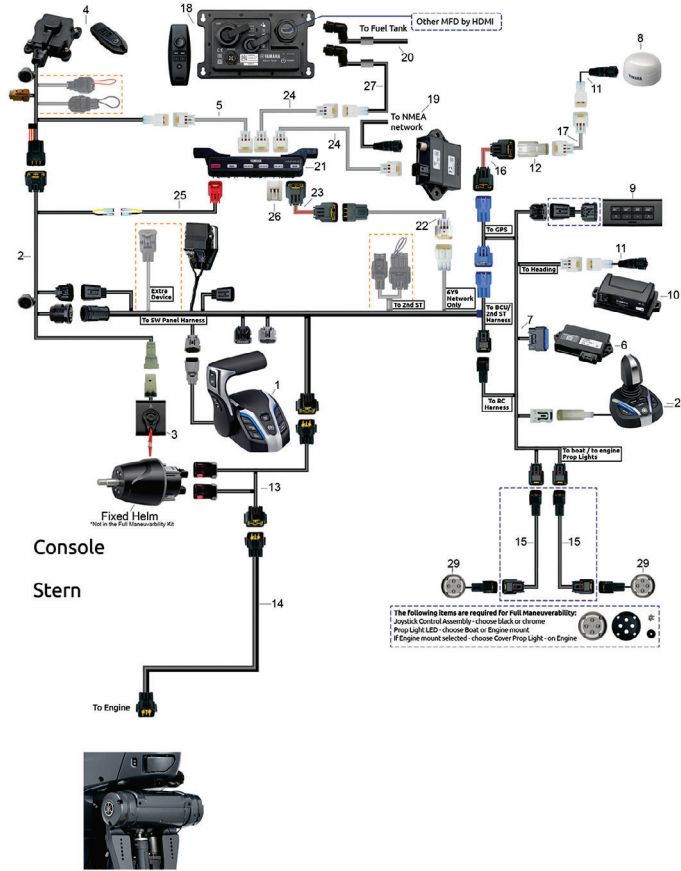 4
18
Other MFD by HDMI
YAMAHA
To Fuel Tank
20
27
8
YAMAHA
11
24
5
24
To NMEA
network
19
17
12
16
YAMAHA
21
23
26
22
25
9
To GPS
11
To Heading
10
2
Extra
Device
To SW Panel Harness
To 2nd ST
6Y9
Network
Only
To BCU/
2nd ST
Harness
7
6
1
2
To RC
Harness
3
To boat / to engine
Prop Lights
13
Fixed Helm
*Not in the Full Maneuvarbility Kit
Console
Stern
15
15
29
29
14
The following items are required for Full Maneuverability:
Joystick Control Assembly - choose black or chrome
Prop Light LED - choose Boat or Engine mount
If Engine mount selected - choose Cover Prop Light - on Engine
To Engine